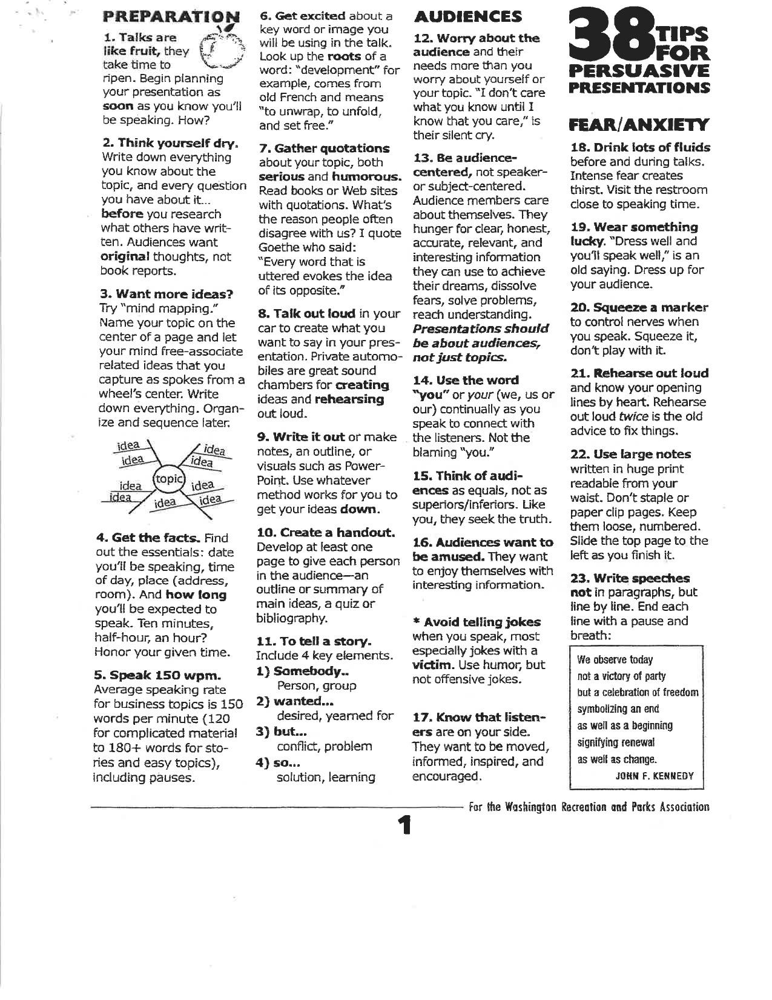 PREPARATION
1. Talks are
like fruit, they
take time to
ripen. Begin planning
your presentation as
soon as you know you'll
be speaking. How?
2. Think yourself dry.
Write down everything
you know about the
topic, and every question
you have about it...
before you research
what others have writ-
ten. Audiences want
original thoughts, not
book reports.
3. Want more ideas?
Try "mind mapping."
Name your topic on the
center of a page and let
your mind free-associate
related ideas that you
capture as spokes from a
wheel's center. Write
down everything. Organ-
ize and sequence later.
idea
idea
idea
idea
topic
idea
idea
idea
idea
idea
4. Get the facts. Find
out the essentials: date
you'll be speaking, time
of day, place (address,
room). And how long
you'll be expected to
speak. Ten minutes,
half-hour, an hour?
Honor your given time.
5. Speak 150 wpm.
Average speaking rate
for business topics is 150
words per minute (120
for complicated material
to 180+ words for sto-
ries and easy topics),
including pauses.
6. Get excited about a
key word or image you
will be using in the talk.
Look up the roots of a
word: "development" for
example, comes from
old French and means
"to unwrap, to unfold,
and set free."
7. Gather quotations
about your topic, both
serious and humorous.
Read books or Web sites
with quotations. What's
the reason people often
disagree with us? I quote
Goethe who said:
"Every word that is
uttered evokes the idea
of its opposite."
8. Talk out loud in your
car to create what you
want to say in your pres-
entation. Private automo-
biles are great sound
chambers for creating
ideas and rehearsing
out loud.
9. Write it out or make
notes, an outline, or
visuals such as Power-
Point. Use whatever
method works for you to
get your ideas down.
10. Create a handout.
Develop at least one
page to give each person
in the audience—an
outline or summary of
main ideas, a quiz or
bibliography.
11. To tell a story.
Include 4 key elements.
1) Somebody..
Person, group
2) wanted...
desired, yearned for
3) but...
conflict, problem
4) so...
solution, learning
AUDIENCES
12. Worry about the
audience and their
needs more than you
worry about yourself or
your topic. "I don't care
what you know until I
know that you care," is
their silent cry.
13. Be audience-
centered, not speaker-
or subject-centered.
Audience members care
about themselves. They
hunger for clear, honest,
accurate, relevant, and
interesting information
they can use to achieve
their dreams, dissolve
fears, solve problems,
reach understanding.
Presentations should
be about audiences,
not just topics.
14. Use the word
"you" or your (we, us or
our) continually as you
speak to connect with
the listeners. Not the
blaming "you."
15. Think of audi-
ences as equals, not as
superiors/inferiors. Like
you, they seek the truth.
16. Audiences want to
be amused. They want
to enjoy themselves with
interesting information.
* Avoid telling jokes
when you speak, most
especially jokes with a
victim. Use humor, but
not offensive jokes.
17. Know that listen-
ers are on your side.
They want to be moved,
informed, inspired, and
encouraged.
38 TIPS
FOR
PERSUASIVE
PRESENTATIONS
FEAR/ANXIETY
18. Drink lots of fluids
before and during talks.
Intense fear creates
thirst. Visit the restroom
close to speaking time.
19. Wear something
lucky. "Dress well and
you'll speak well," is an
old saying. Dress up for
your audience.
20. Squeeze a marker
to control nerves when
you speak. Squeeze it,
don't play with it.
21. Rehearse out loud
and know your opening
lines by heart. Rehearse
out loud twice is the old
advice to fix things.
22. Use large notes
written in huge print
readable from your
waist. Don't staple or
paper clip pages. Keep
them loose, numbered.
Slide the top page to the
left as you finish it.
23. Write speeches
not in paragraphs, but
line by line. End each
line with a pause and
breath:
We observe today
not a victory of party
but a celebration of freedom
symbolizing an end
as well as a beginning
signifying renewal
as well as change.
JOHN F. KENNEDY
For the Washington Recreation and Parks Association
1